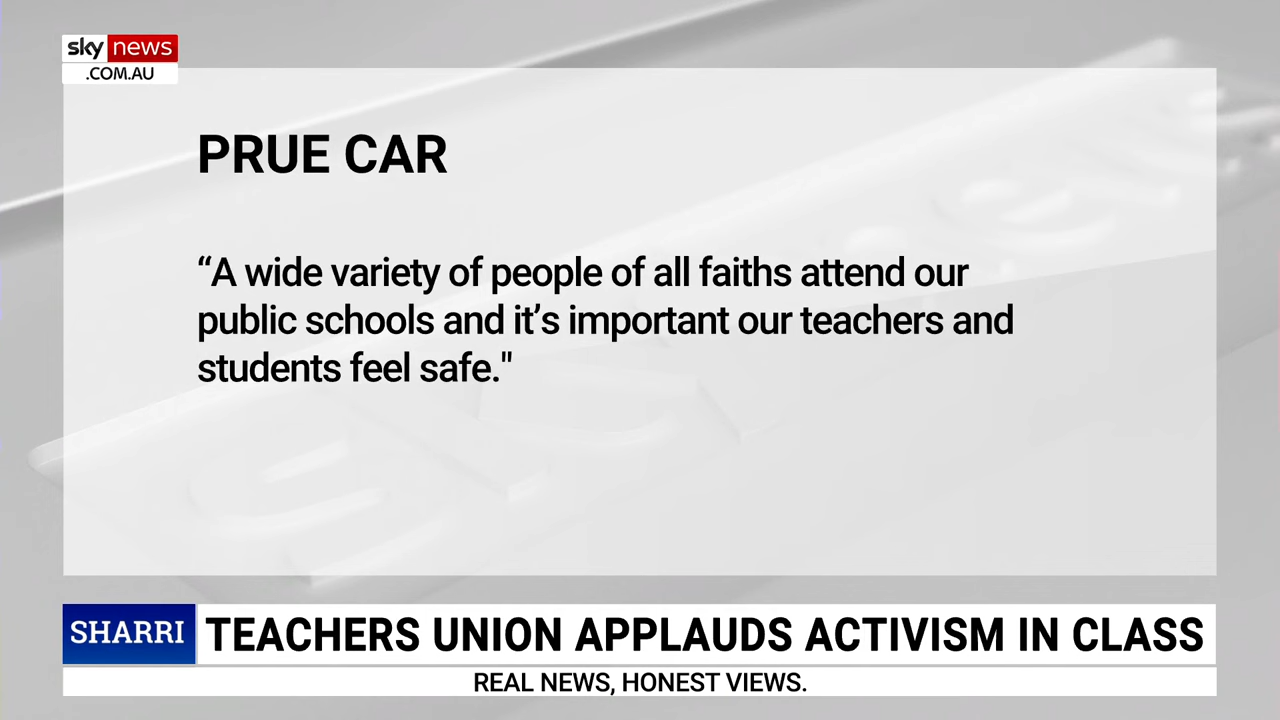 sky news
.COM.AU
PRUE CAR
“A wide variety of people of all faiths attend our
public schools and it’s important our teachers and
students feel safe."
SHARRI TEACHERS UNION APPLAUDS ACTIVISM IN CLASS
REAL NEWS, HONEST VIEWS.